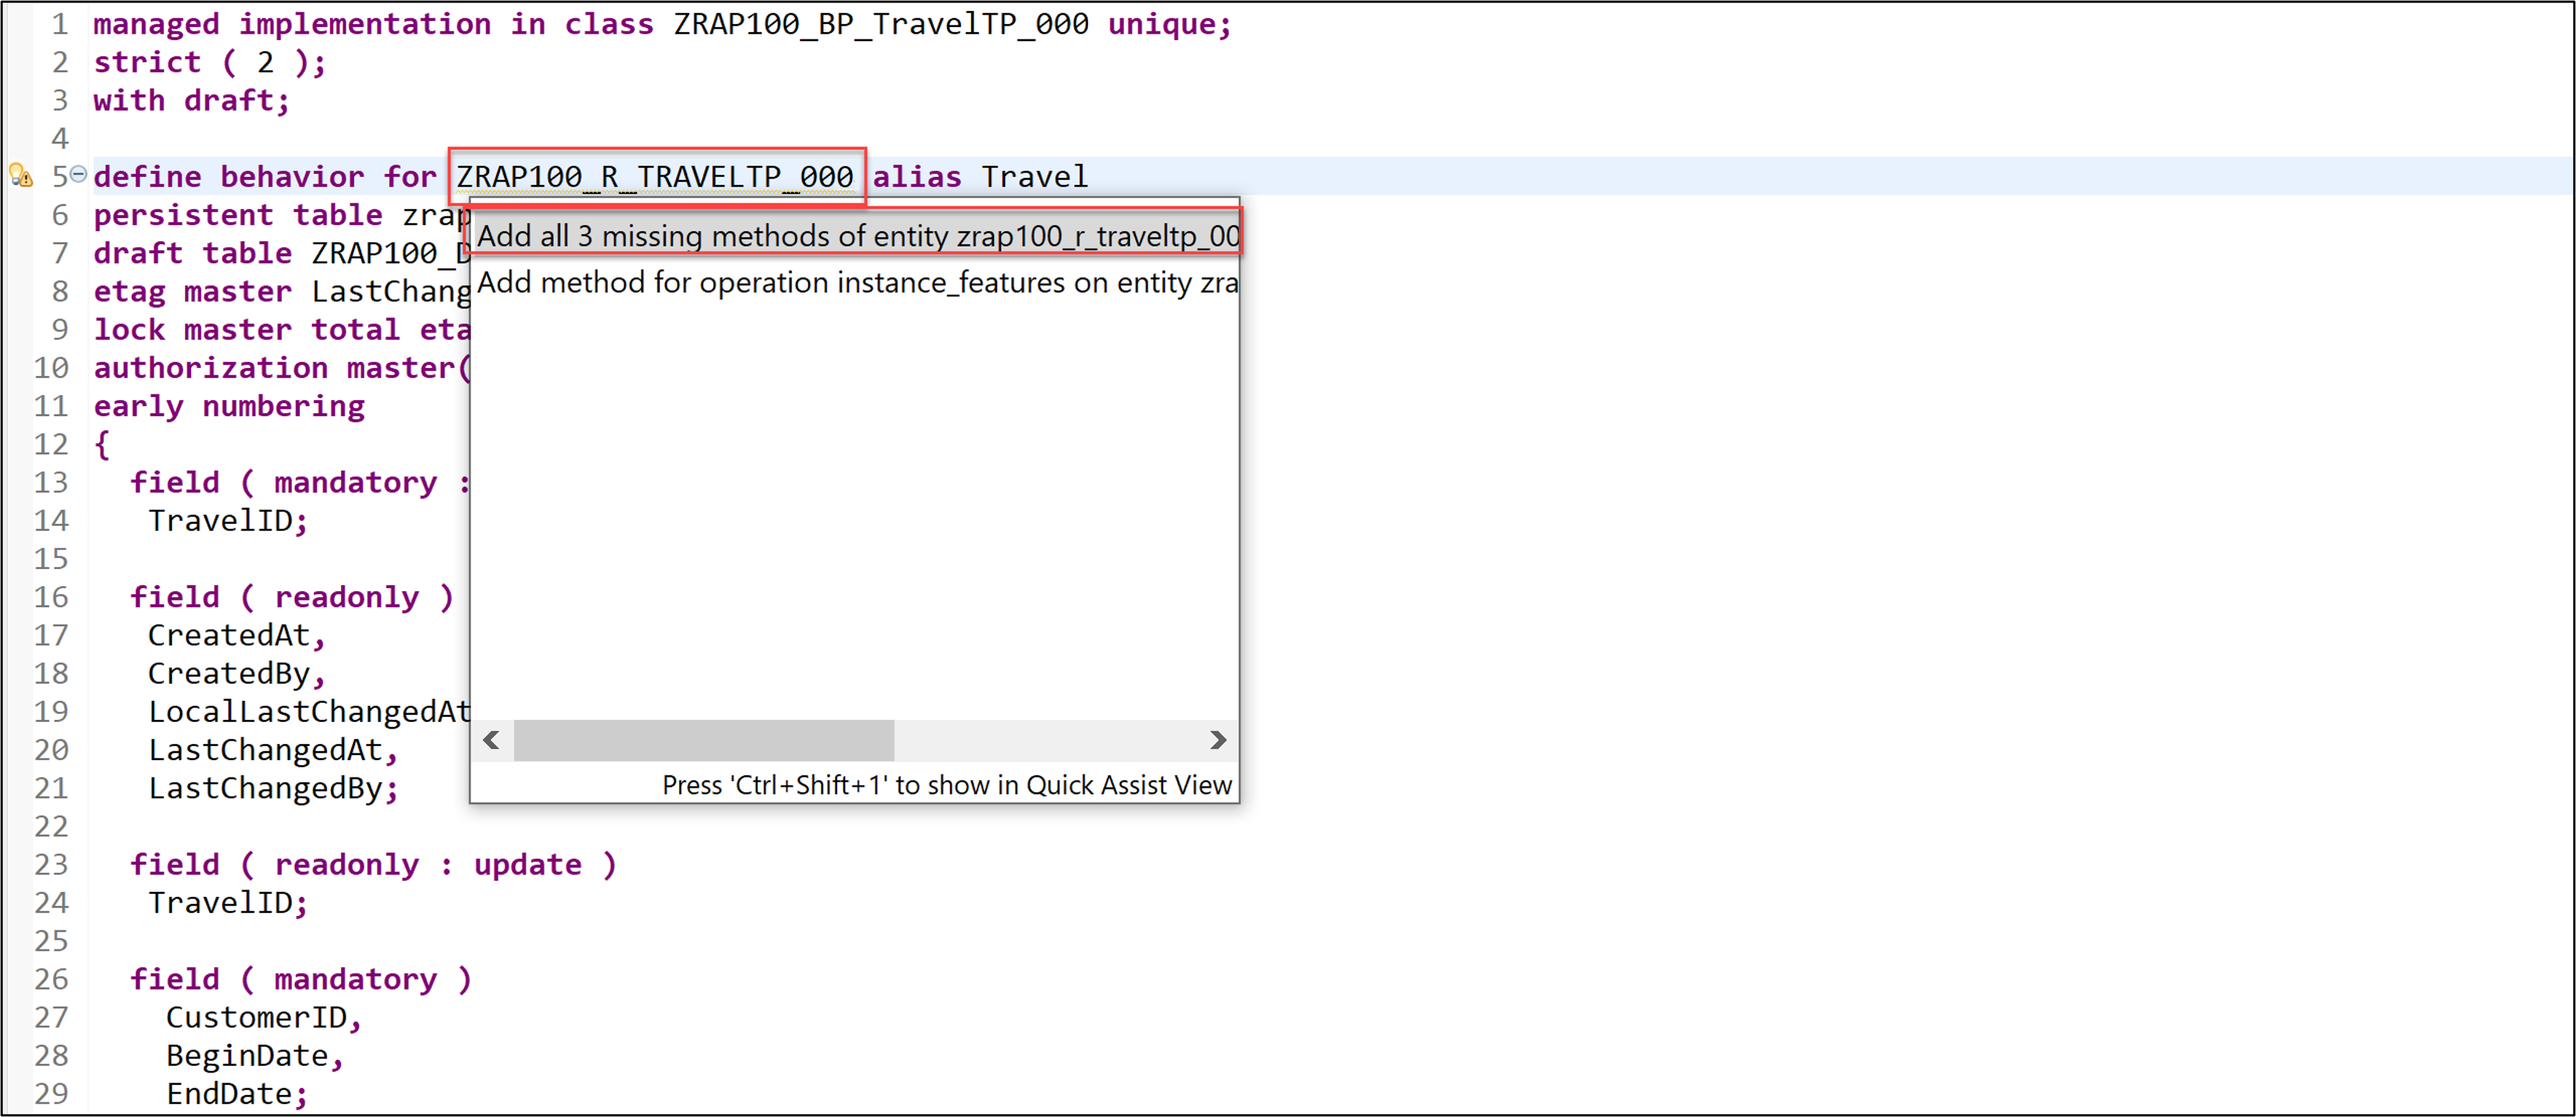 1 managed implementation in class ZRAP100_BP_TravelTP_000 unique;
2 strict ( 2 );
3 with draft;
4
5 define behavior for ZRAP100_R_TRAVELTP_000 alias Travel
6 persistent table zrap
Add all 3 missing methods of entity zrap100_r_traveltp_00
7 draft table ZRAP100_D
Add method for operation instance_features on entity zra
8 etag master LastChang
9 lock master total eta
10 authorization master(
11 early numbering
12 {
13 field ( mandatory :
14 TravelID;
15
16 field ( readonly )
17 CreatedAt,
18 CreatedBy,
19 LocalLastChangedAt
20 LastChangedAt,
21 LastChangedBy;
Press 'Ctrl+Shift+1' to show in Quick Assist View
22
23 field ( readonly : update )
24 TravelID;
25
26 field ( mandatory )
27 CustomerID,
28 BeginDate,
29 EndDate;